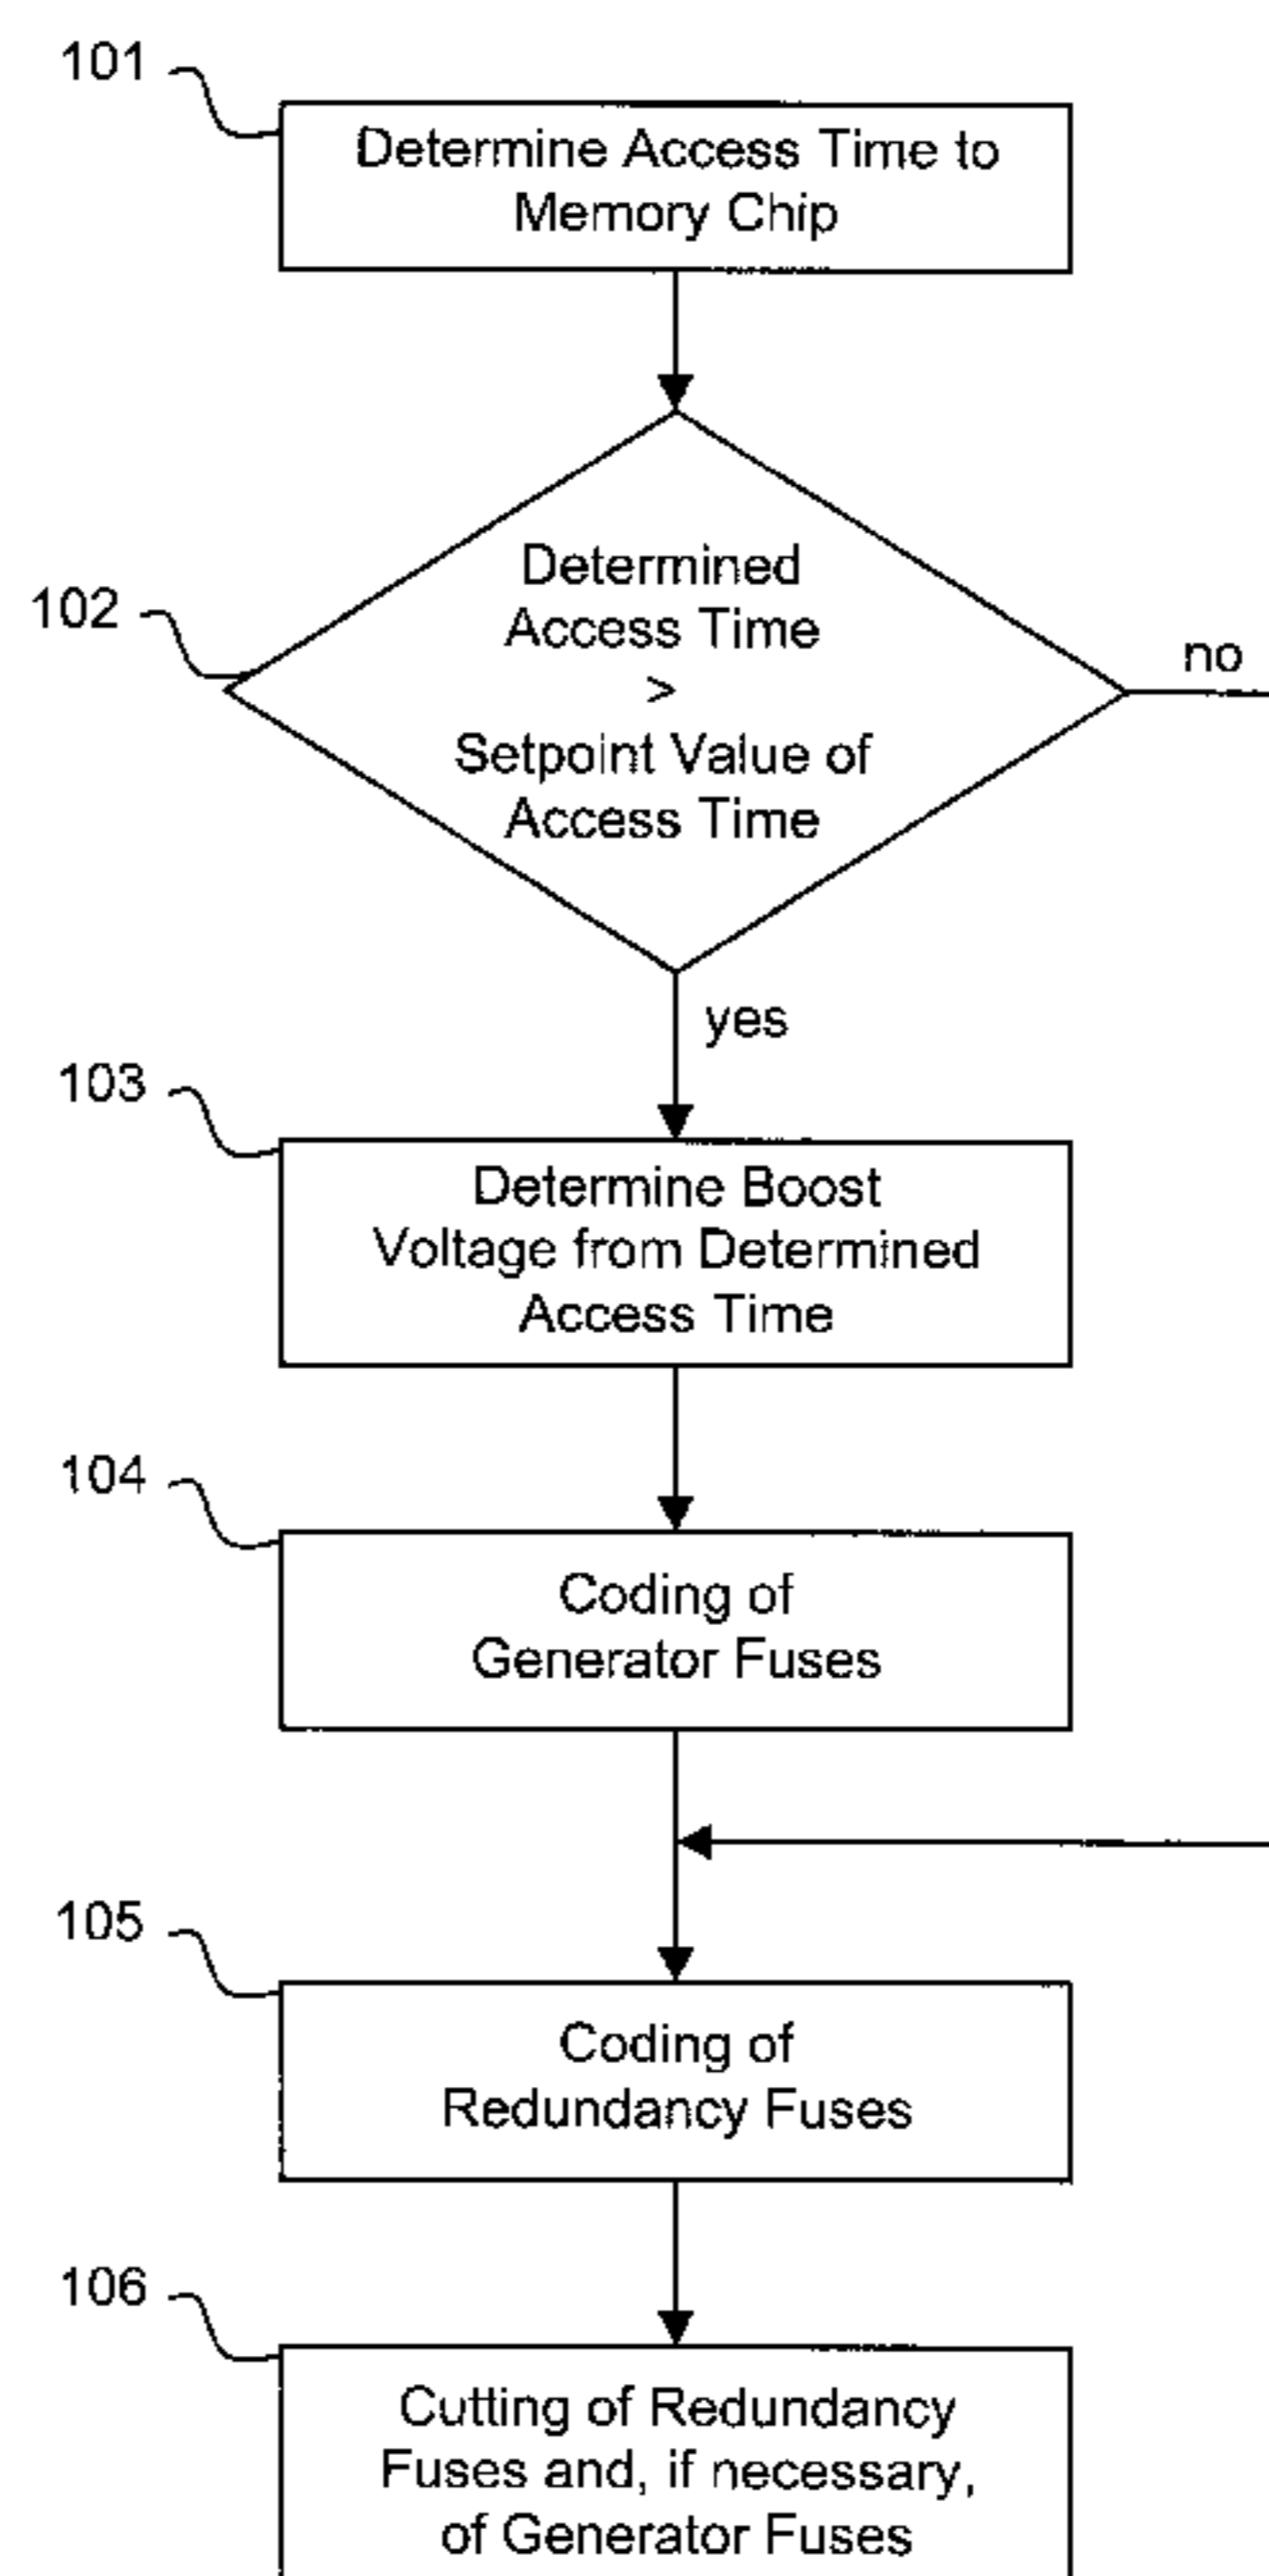 101
Determine Access Time to
Memory Chip
102
Determined
Access Time
>
Setpoint Value of
Access Time
no
yes
103
Determine Boost
Voltage from Determined
Access Time
104
Coding of
Generator Fuses
105
Coding of
Redundancy Fuses
106
Cutting of Redundancy
Fuses and, if necessary,
of Generator Fuses